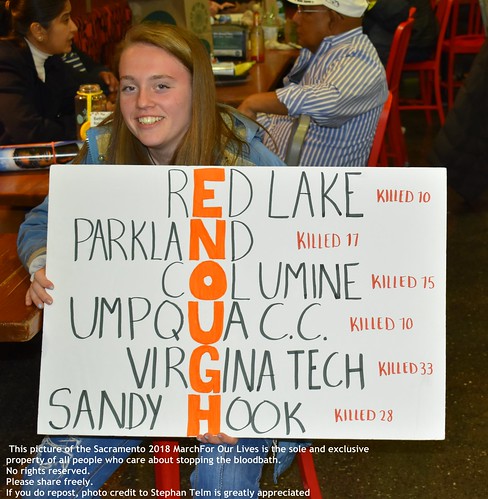 RED LAKE KILLED 10
PARKLAND KILLED 17
COLUMINE KILLED 15
UMPQUA C.C. KILLED 10
VIRGINA TECH KILLED 33
SANDY HOOK KILLED 28
This picture of the Sacramento 2018 MarchFor Our Lives is the sole and exclusive
property of all people who care about stopping the bloodbath.
No rights reserved.
Please share freely.
If you do repost, photo credit to Stephan Telm is greatly appreciated